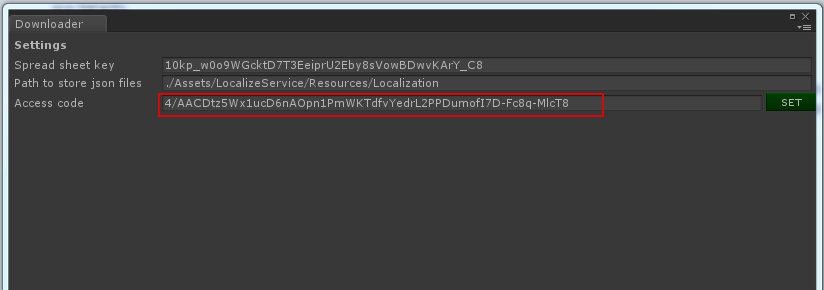 Downloader
Settings
Spread sheet key 10kp_w0o9WGcktD7T3EeiprU2Eby8sVowBDwvKArY_C8
Path to store json files ./Assets/LocalizeService/Resources/Localization
Access code 4/AACDtz5Wx1ucD6nAOpn1PmWKTdfvYedrL2PPDumofI7D-Fc8q-MlcT8 SET